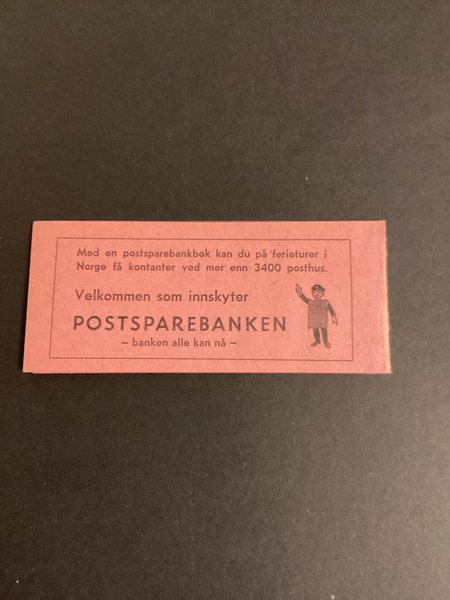 Med en postsparebankbok kan du på ferieturer i
Norge få kontanter ved mer enn 3400 posthus.
Velkommen som innskyter
POSTSPAREBANKEN
– banken alle kan nå –